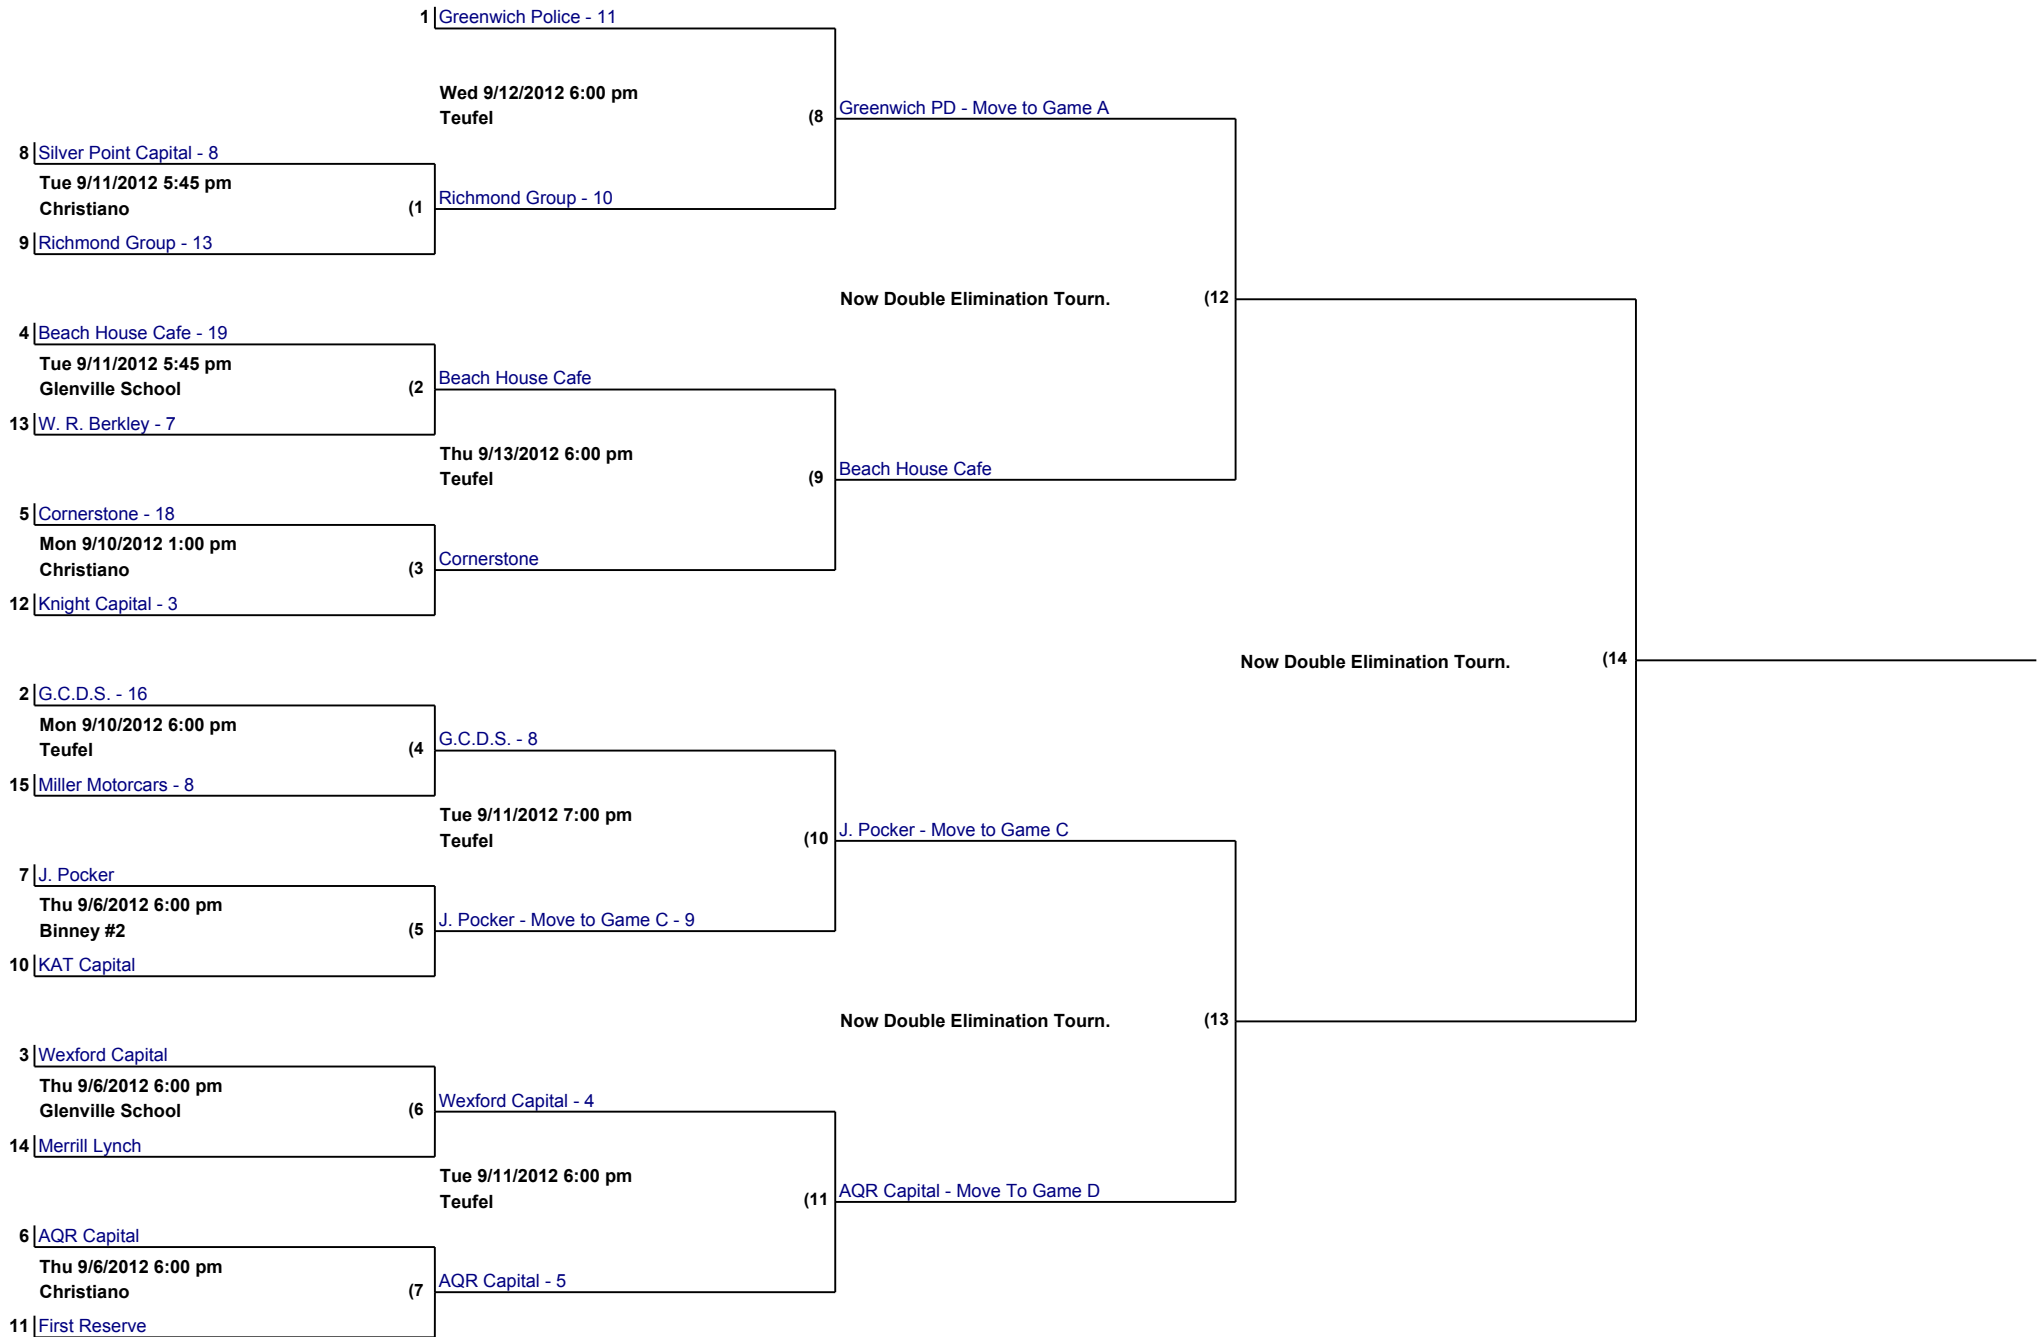 1 Greenwich Police - 11
Wed 9/12/2012 6:00 pm
Teufel (8
Greenwich PD - Move to Game A
8 Silver Point Capital - 8
Tue 9/11/2012 5:45 pm
Christiano (1
Richmond Group - 10
9 Richmond Group - 13
Now Double Elimination Tourn. (12
4 Beach House Cafe - 19
Tue 9/11/2012 5:45 pm
Glenville School (2
Beach House Cafe
13 W. R. Berkley - 7
Thu 9/13/2012 6:00 pm
Teufel (9
Beach House Cafe
5 Cornerstone - 18
Mon 9/10/2012 1:00 pm
Christiano (3
Cornerstone
12 Knight Capital - 3
Now Double Elimination Tourn. (14
2 G.C.D.S. - 16
Mon 9/10/2012 6:00 pm
Teufel (4
G.C.D.S. - 8
15 Miller Motorcars - 8
Tue 9/11/2012 7:00 pm
Teufel (10
J. Pocker - Move to Game C
7 J. Pocker
Thu 9/6/2012 6:00 pm
Binney #2 (5
J. Pocker - Move to Game C - 9
10 KAT Capital
Now Double Elimination Tourn. (13
3 Wexford Capital
Thu 9/6/2012 6:00 pm
Glenville School (6
Wexford Capital - 4
14 Merrill Lynch
Tue 9/11/2012 6:00 pm
Teufel (11
AQR Capital - Move To Game D
6 AQR Capital
Thu 9/6/2012 6:00 pm
Christiano (7
AQR Capital - 5
11 First Reserve